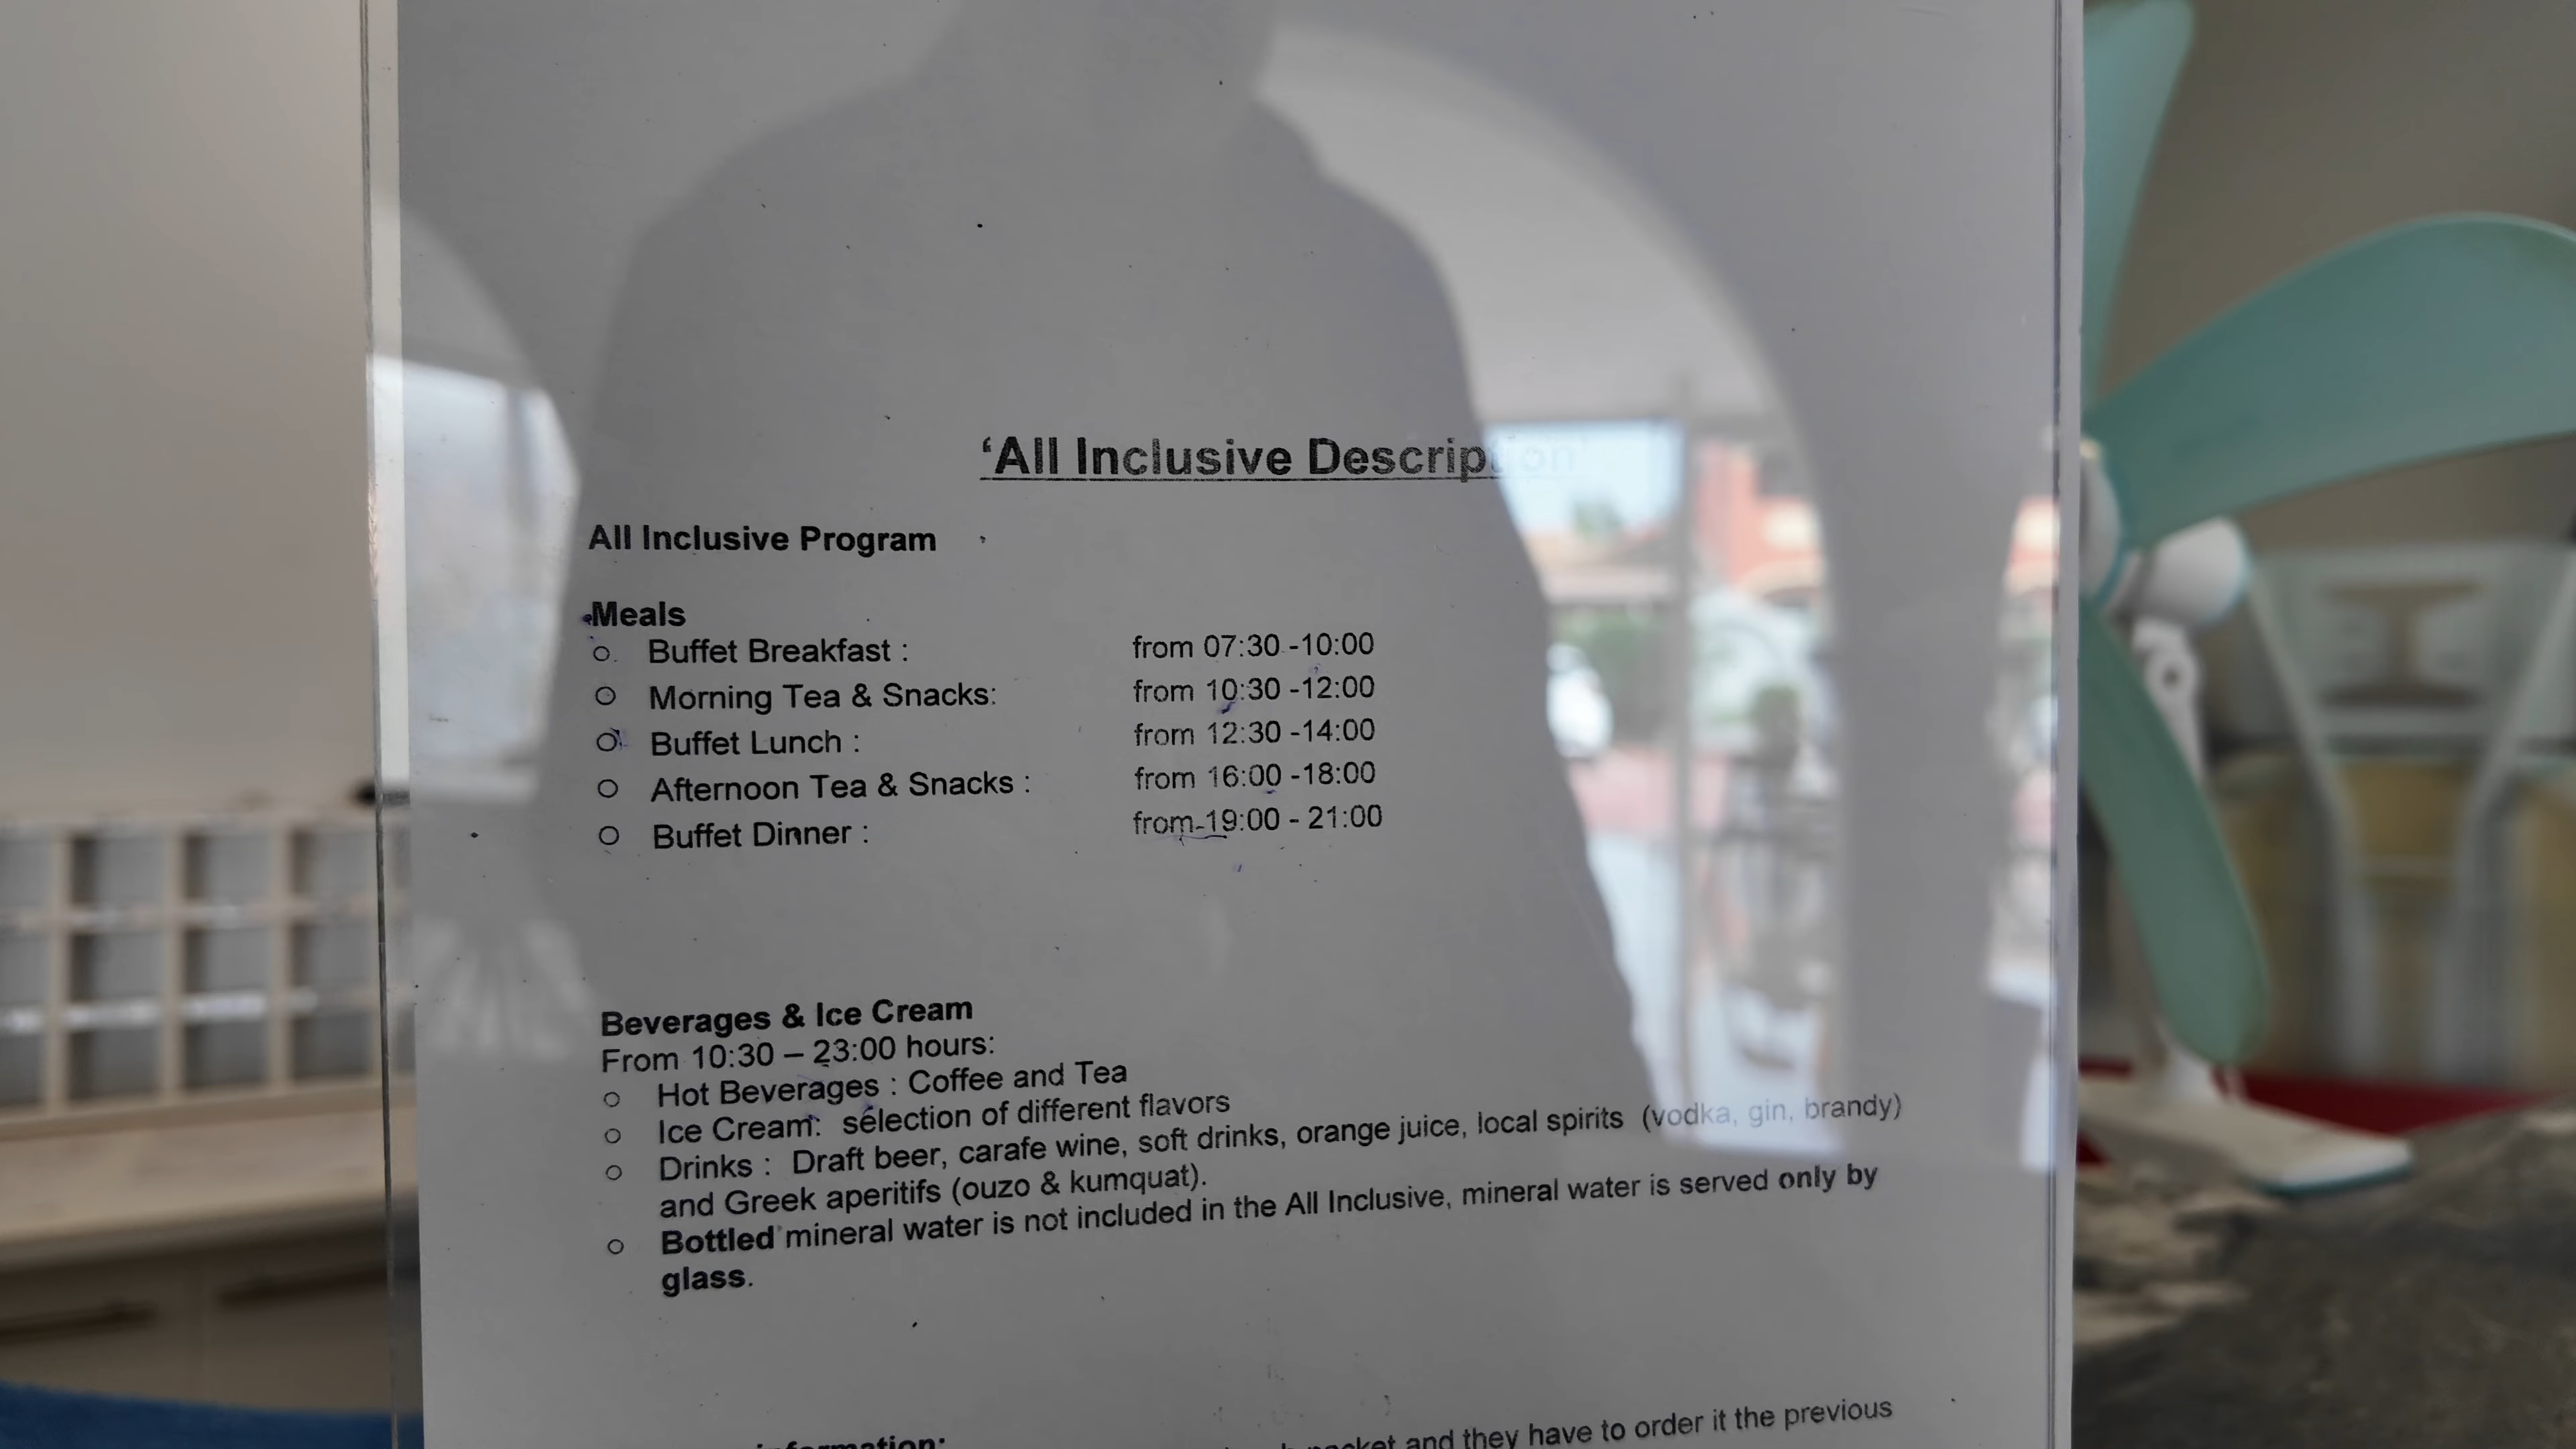 ‘All Inclusive Description’
All Inclusive Program
Meals
o Buffet Breakfast : from 07:30 -10:00
o Morning Tea & Snacks: from 10:30 -12:00
o Buffet Lunch : from 12:30 -14:00
o Afternoon Tea & Snacks : from 16:00 -18:00
o Buffet Dinner : from 19:00 - 21:00
Beverages & Ice Cream
From 10:30 – 23:00 hours:
o Hot Beverages : Coffee and Tea
o Ice Cream: selection of different flavors
o Drinks : Draft beer, carafe wine, soft drinks, orange juice, local spirits (vodka, gin, brandy)
and Greek aperitifs (ouzo & kumquat).
o Bottled mineral water is not included in the All Inclusive, mineral water is served only by
glass.
information:
and they have to order it the previous